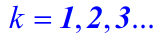 k = 1, 2, 3...